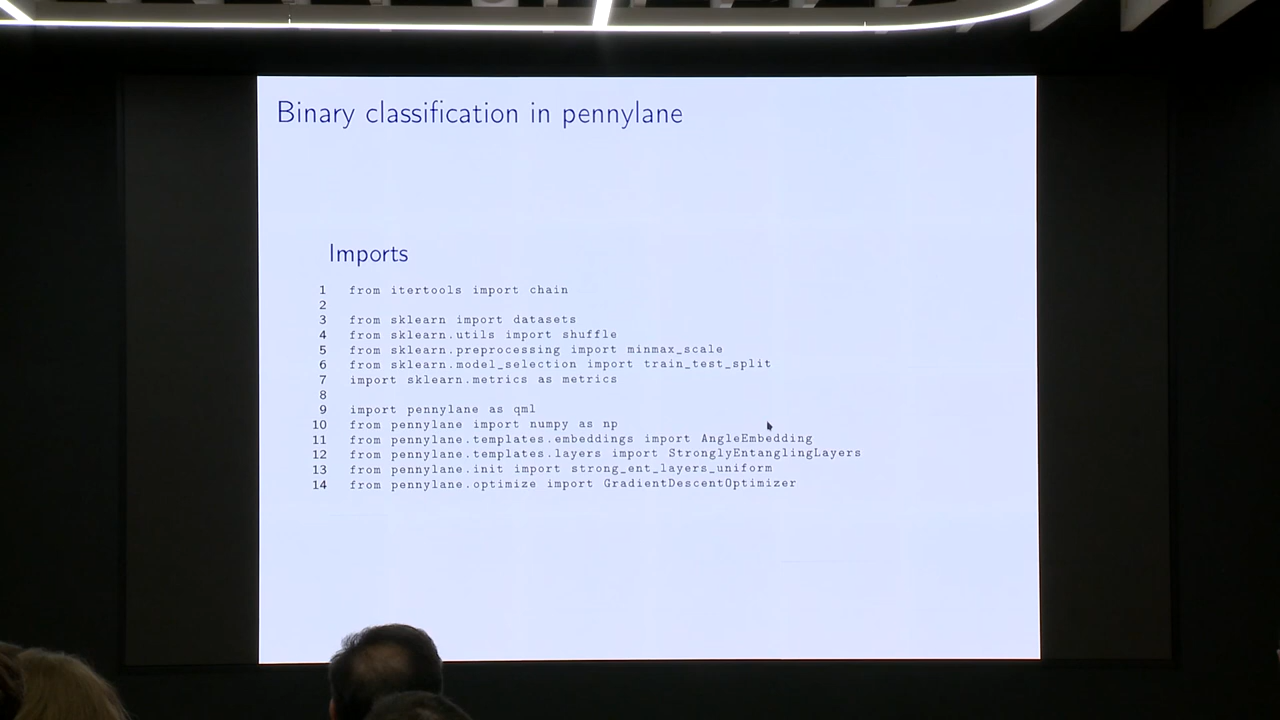 Binary classification in pennylane
Imports
1 from itertools import chain
2
3 from sklearn import datasets
4 from sklearn.utils import shuffle
5 from sklearn.preprocessing import minmax_scale
6 from sklearn.model_selection import train_test_split
7 import sklearn.metrics as metrics
8
9 import pennylane as qml
10 from pennylane import numpy as np
11 from pennylane.templates.embeddings import AngleEmbedding
12 from pennylane.templates.layers import StronglyEntanglingLayers
13 from pennylane.init import strong_ent_layers_uniform
14 from pennylane.optimize import GradientDescentOptimizer